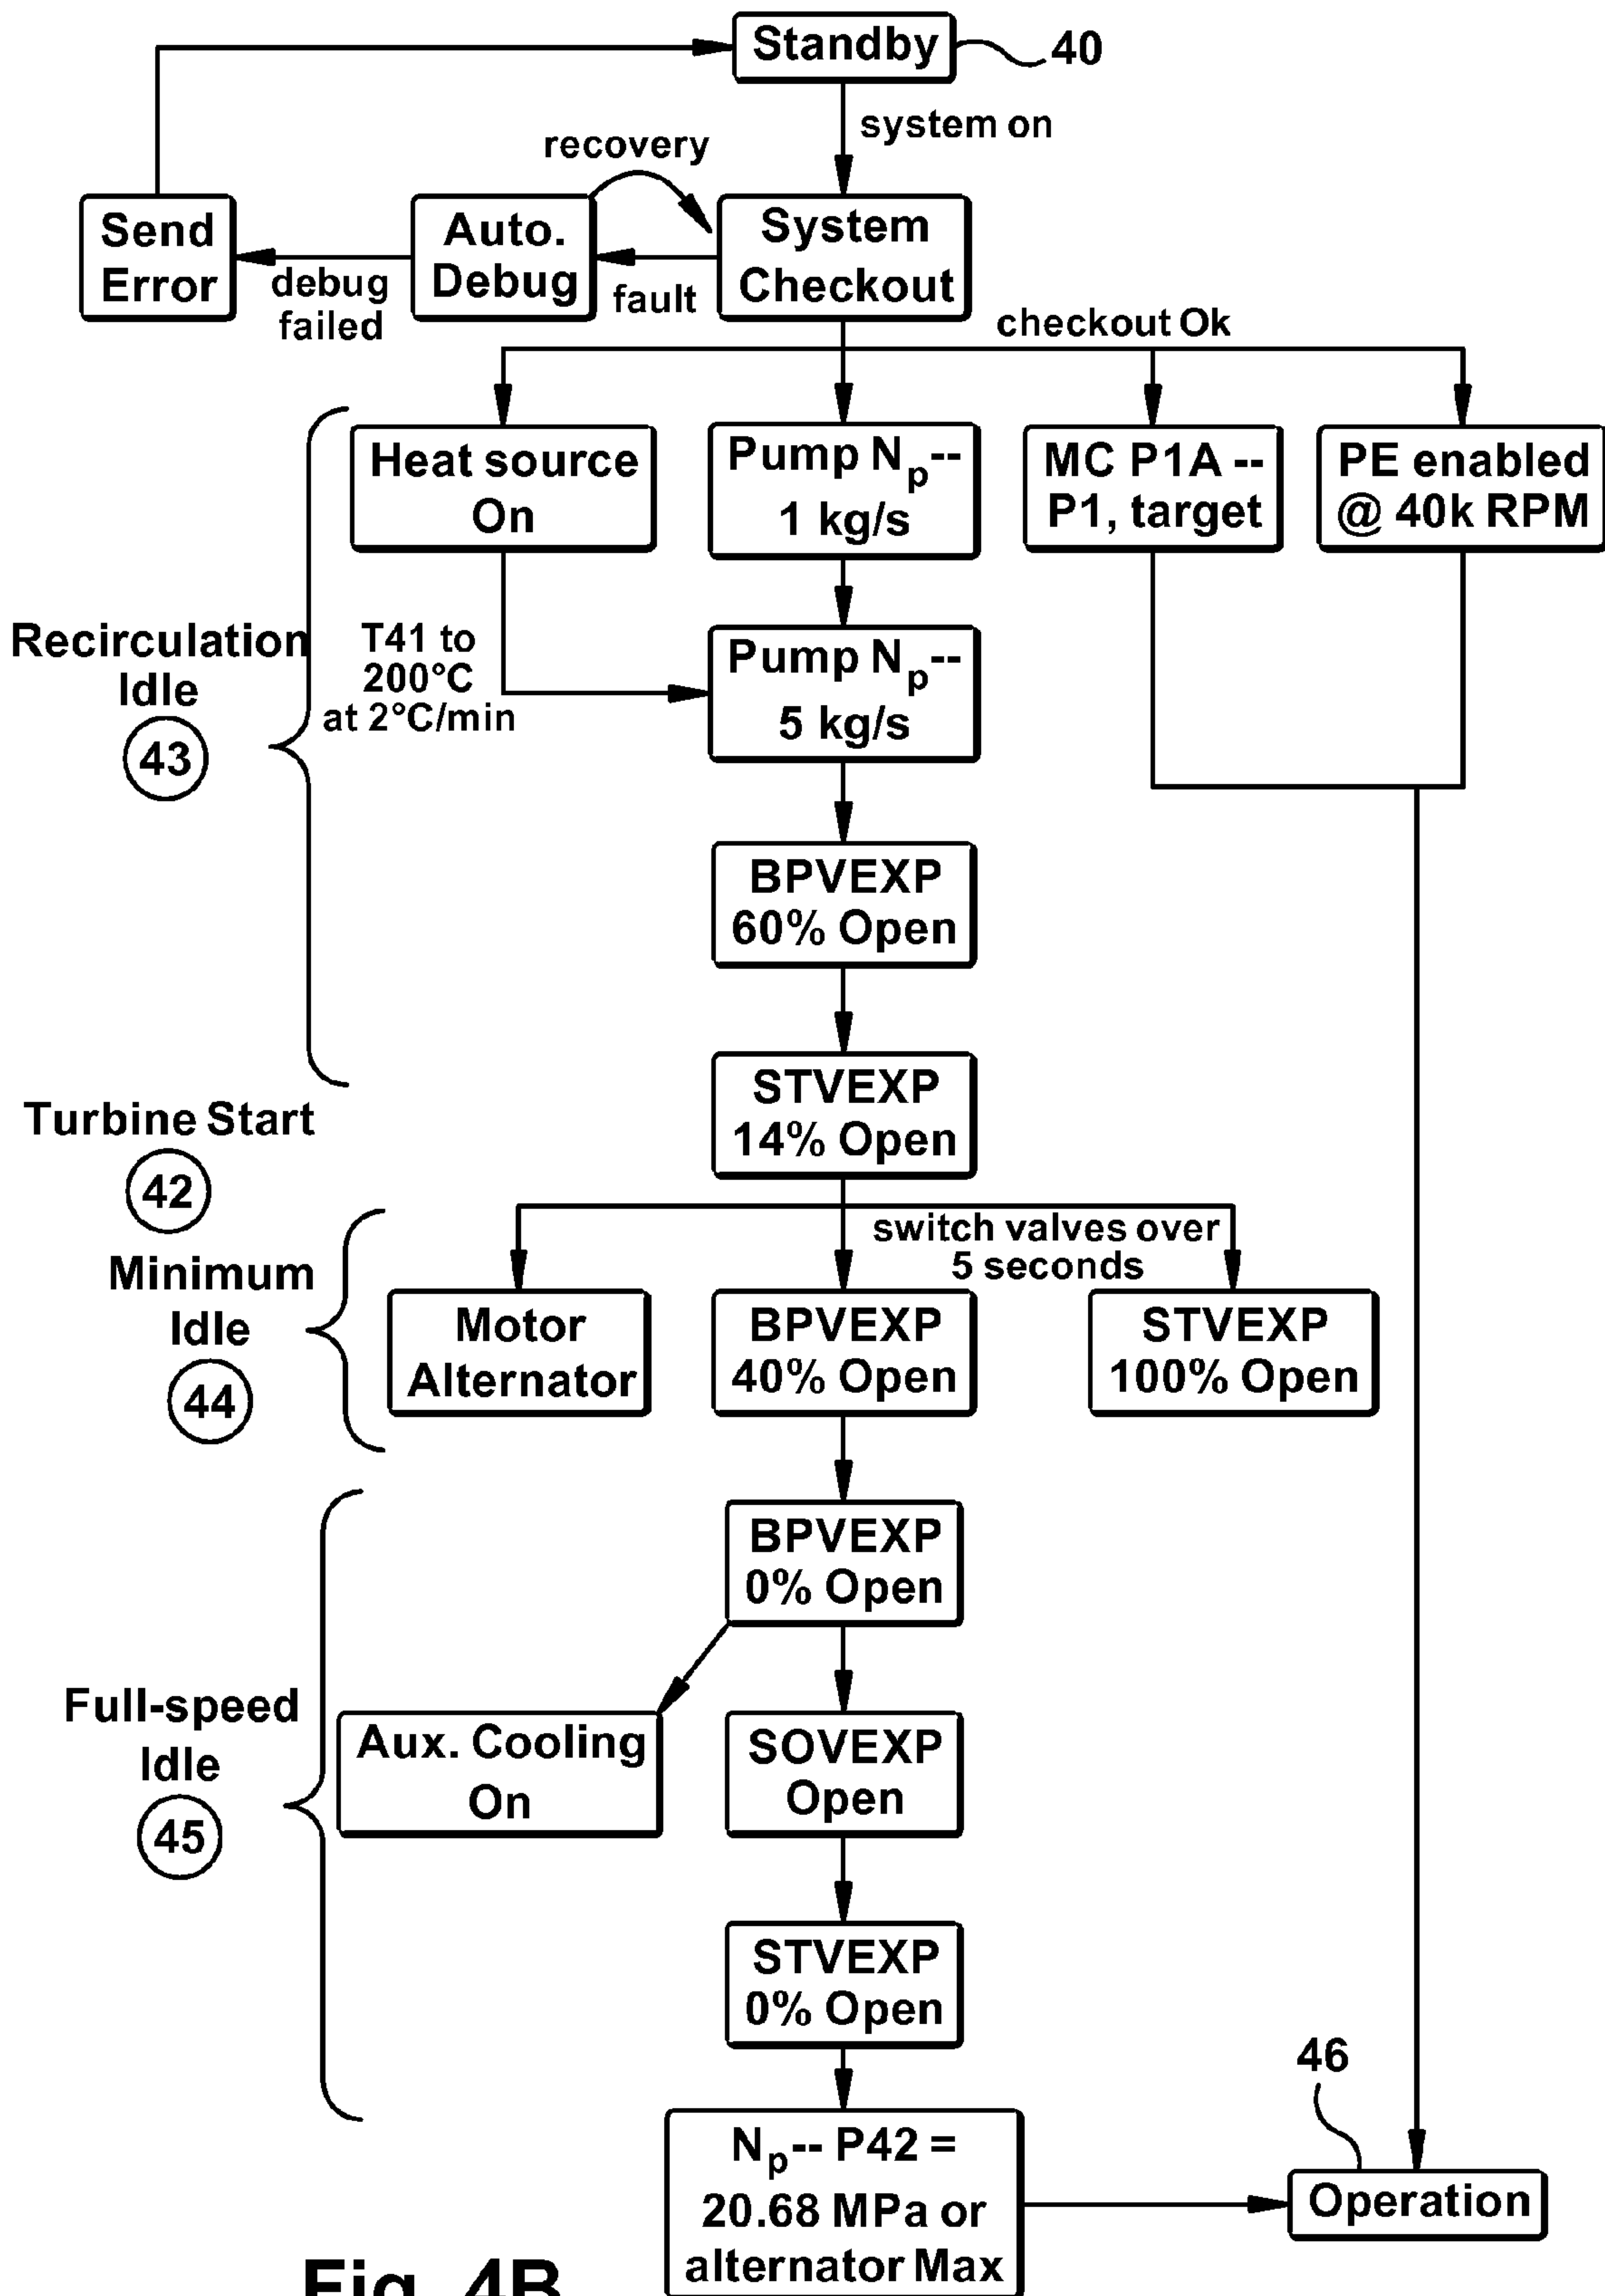 Standby
40
system on
recovery
Send
Error
debug
failed
Auto.
Debug
fault
System
Checkout
checkout Ok
Heat source
On
Pump Np--
1 kg/s
MC P1A --
P1, target
PE enabled
@ 40k RPM
Recirculation
Idle
43
T41 to
200°C
at 2°C/min
Pump Np--
5 kg/s
BPVEXP
60% Open
STVEXP
14% Open
Turbine Start
42
switch valves over
5 seconds
Minimum
Idle
44
Motor
Alternator
BPVEXP
40% Open
STVEXP
100% Open
BPVEXP
0% Open
Full-speed
Idle
45
Aux. Cooling
On
SOVEXP
Open
STVEXP
0% Open
46
Np-- P42 =
20.68 MPa or
alternator Max
Operation
Fig. 4B